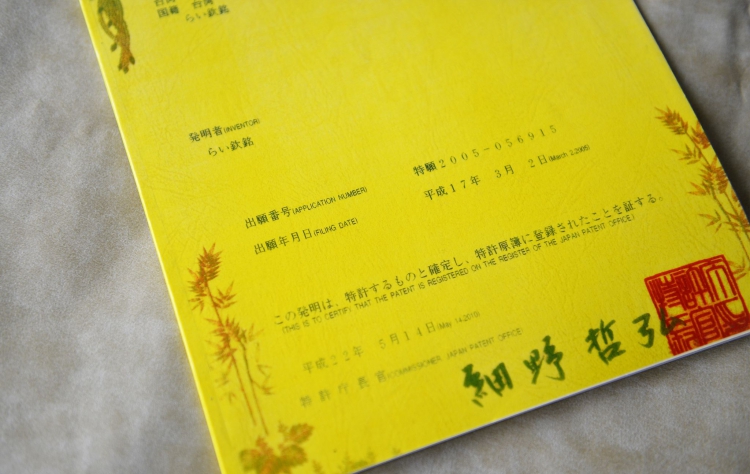 国籍 台湾
らい欽銘
発明者(INVENTOR)
らい欽銘
出願番号(APPLICATION NUMBER) 特願2005-056915
出願年月日(FILING DATE) 平成17年 3月 2日(March 2,2005)
この発明は、特許するものと確定し、特許原簿に登録されたことを証する。
(THIS IS TO CERTIFY THAT THE PATENT IS REGISTERED ON THE REGISTER OF THE JAPAN PATENT OFFICE.)
平成22年 5月14日(May 14,2010)
特許庁長官(COMMISSIONER, JAPAN PATENT OFFICE)
細野 哲弘